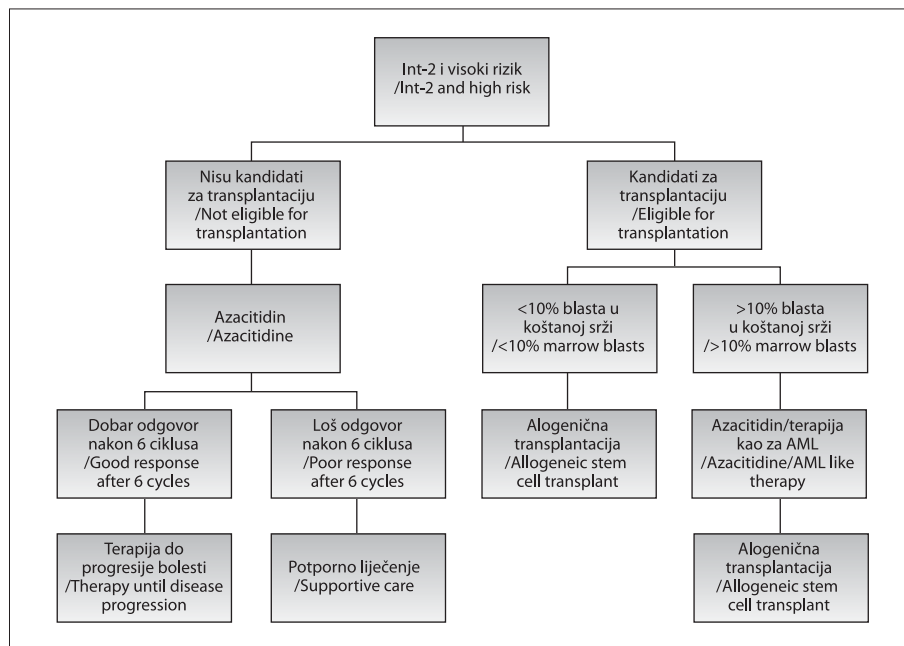 Int-2 i visoki rizik
/Int-2 and high risk
Nisu kandidati
za transplantaciju
/Not eligible for
transplantation
Kandidati za
transplantaciju
/Eligible for
transplantation
Azacitidin
/Azacitidine
<10% blasta u
koštanoj srži
/<10% marrow blasts
>10% blasta
u koštanoj srži
/>10% marrow blasts
Dobar odgovor
nakon 6 ciklusa
/Good response
after 6 cycles
Loš odgovor
nakon 6 ciklusa
/Poor response
after 6 cycles
Alogenična
transplantacija
/Allogeneic stem
cell transplant
Azacitidin/terapija
kao za AML
/Azacitidine/AML like
therapy
Terapija do
progresije bolesti
/Therapy until disease
progression
Potporno liječenje
/Supportive care
Alogenična
transplantacija
/Allogeneic stem
cell transplant